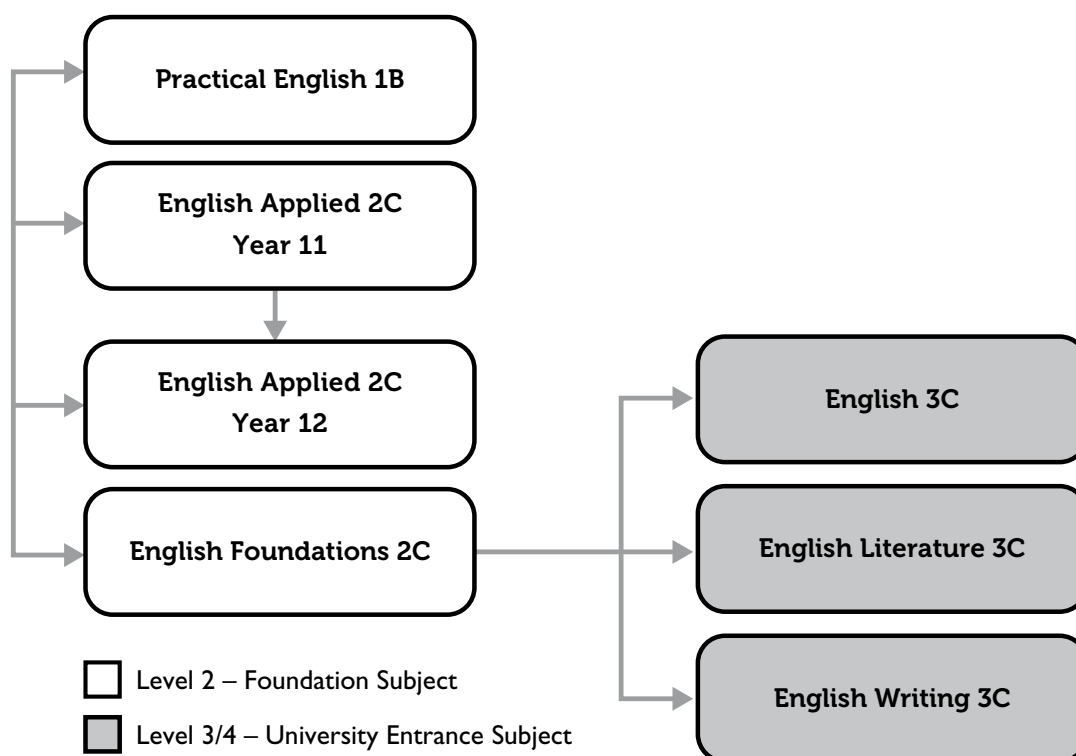 Practical English 1B
English Applied 2C
Year 11
English Applied 2C
Year 12
English Foundations 2C
English 3C
English Literature 3C
English Writing 3C
Level 2 – Foundation Subject
Level 3/4 – University Entrance Subject